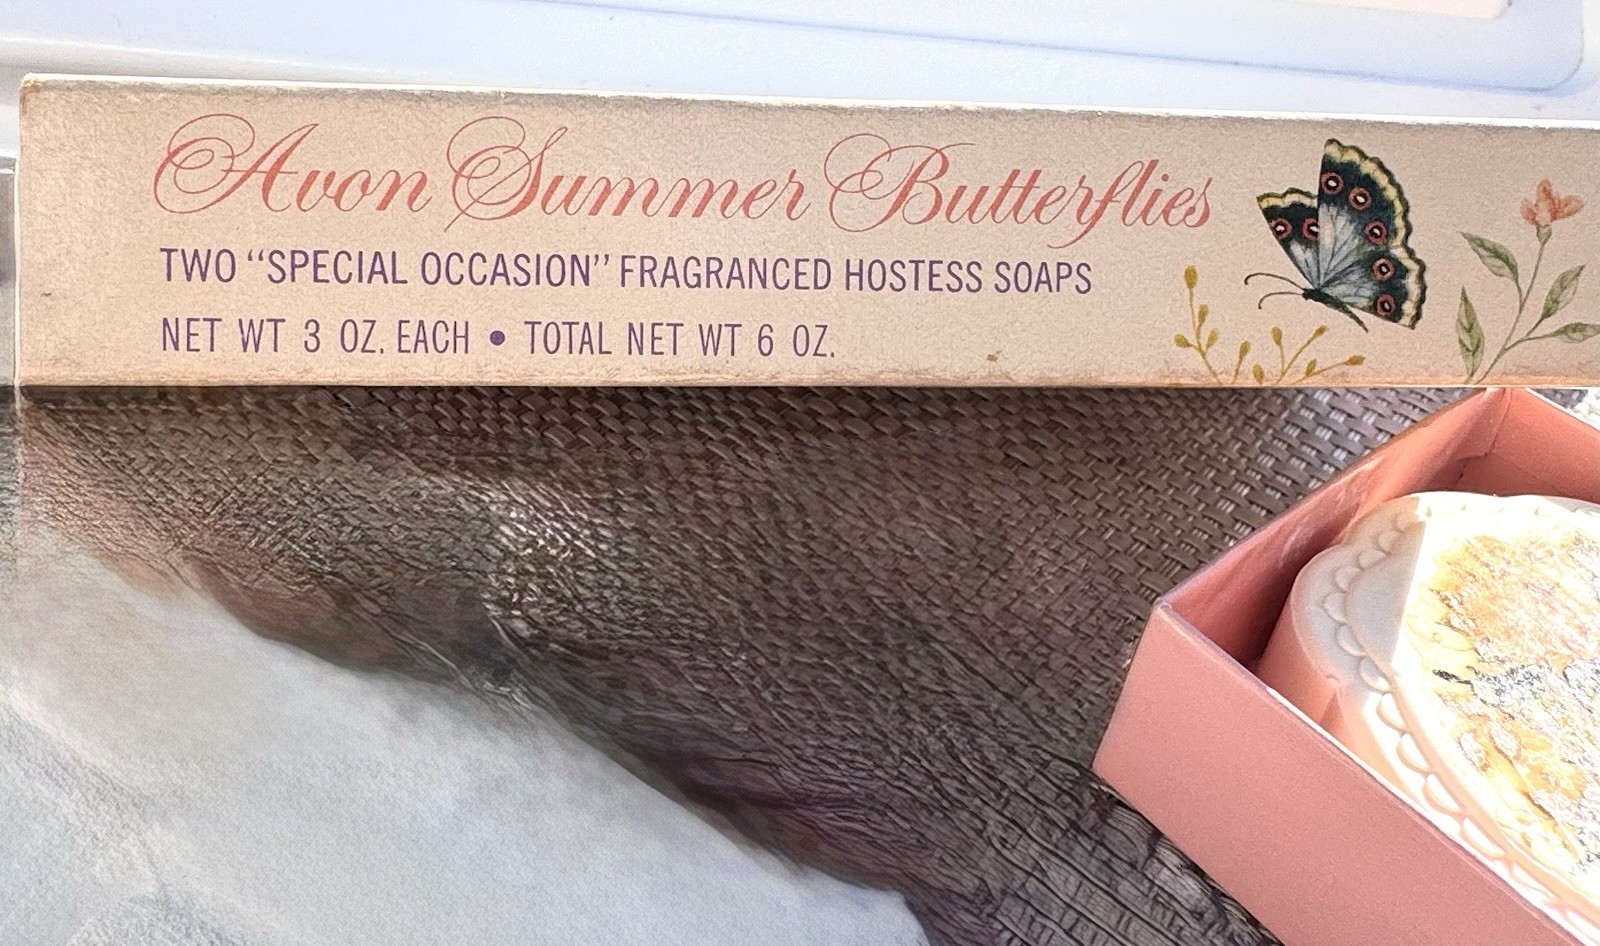 Avon Summer Butterflies
TWO “SPECIAL OCCASION” FRAGRANCED HOSTESS SOAPS
NET WT 3 OZ. EACH • TOTAL NET WT 6 OZ.